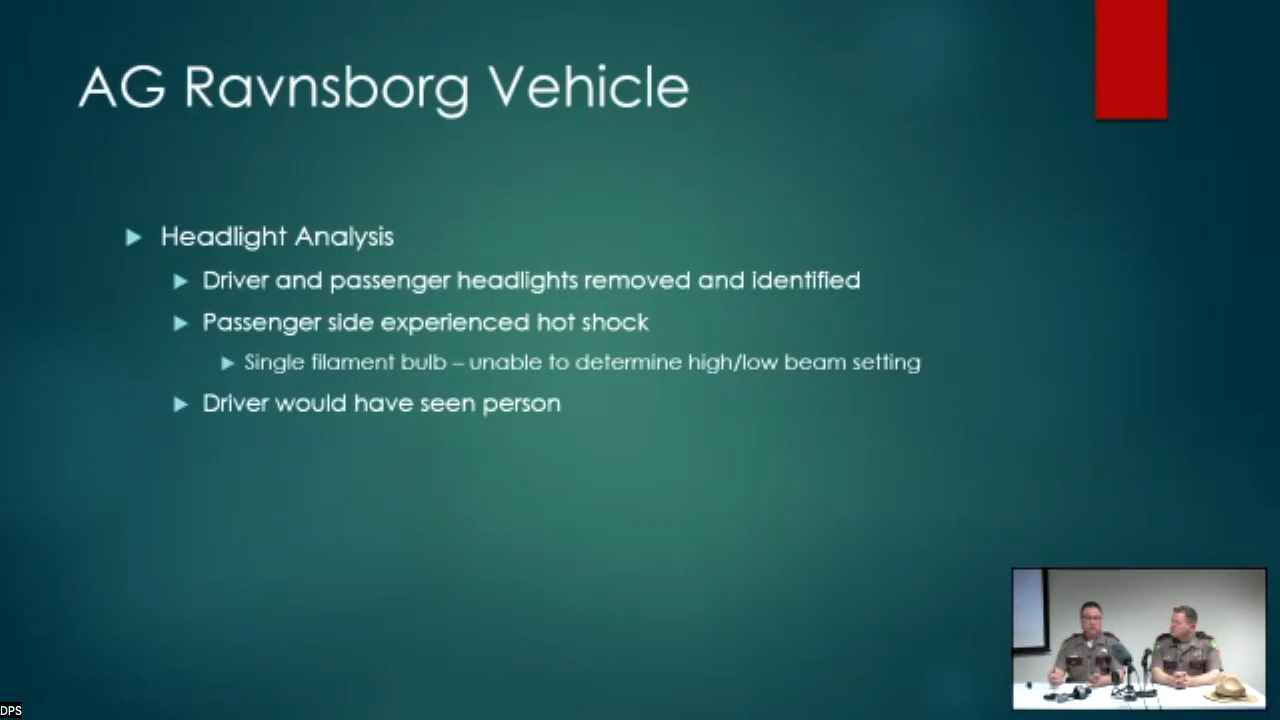 AG Ravnsborg Vehicle
Headlight Analysis
Driver and passenger headlights removed and identified
Passenger side experienced hot shock
Single filament bulb – unable to determine high/low beam setting
Driver would have seen person
DPS